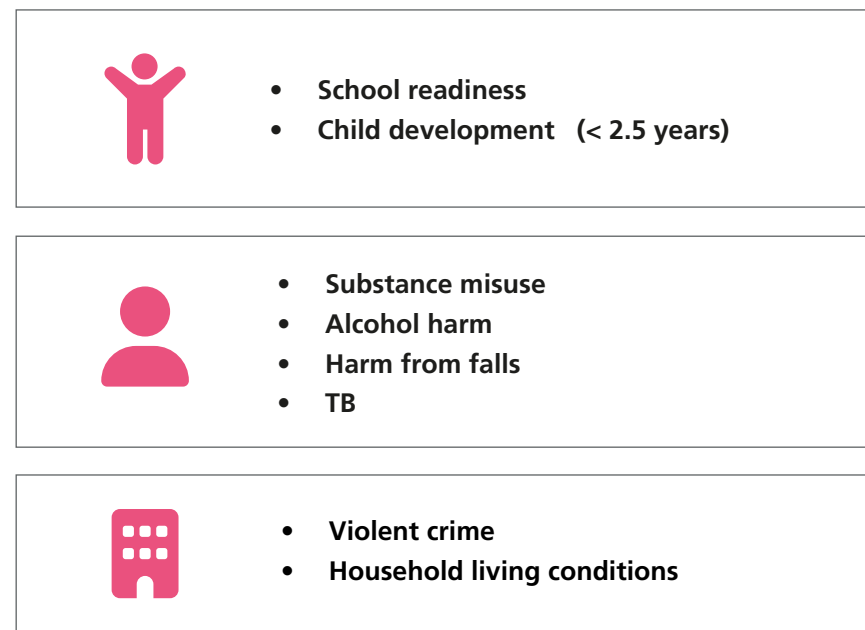 • School readiness
• Child development (< 2.5 years)
• Substance misuse
• Alcohol harm
• Harm from falls
• TB
• Violent crime
• Household living conditions